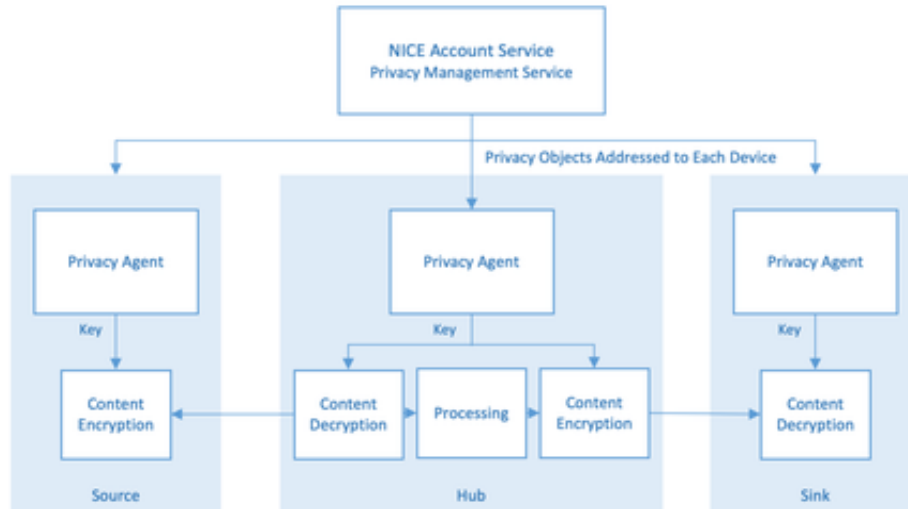 NICE Account Service
Privacy Management Service
Privacy Objects Addressed to Each Device
Privacy Agent
Privacy Agent
Privacy Agent
Key
Key
Key
Content
Encryption
Content
Decryption
Processing
Content
Encryption
Content
Decryption
Source
Hub
Sink